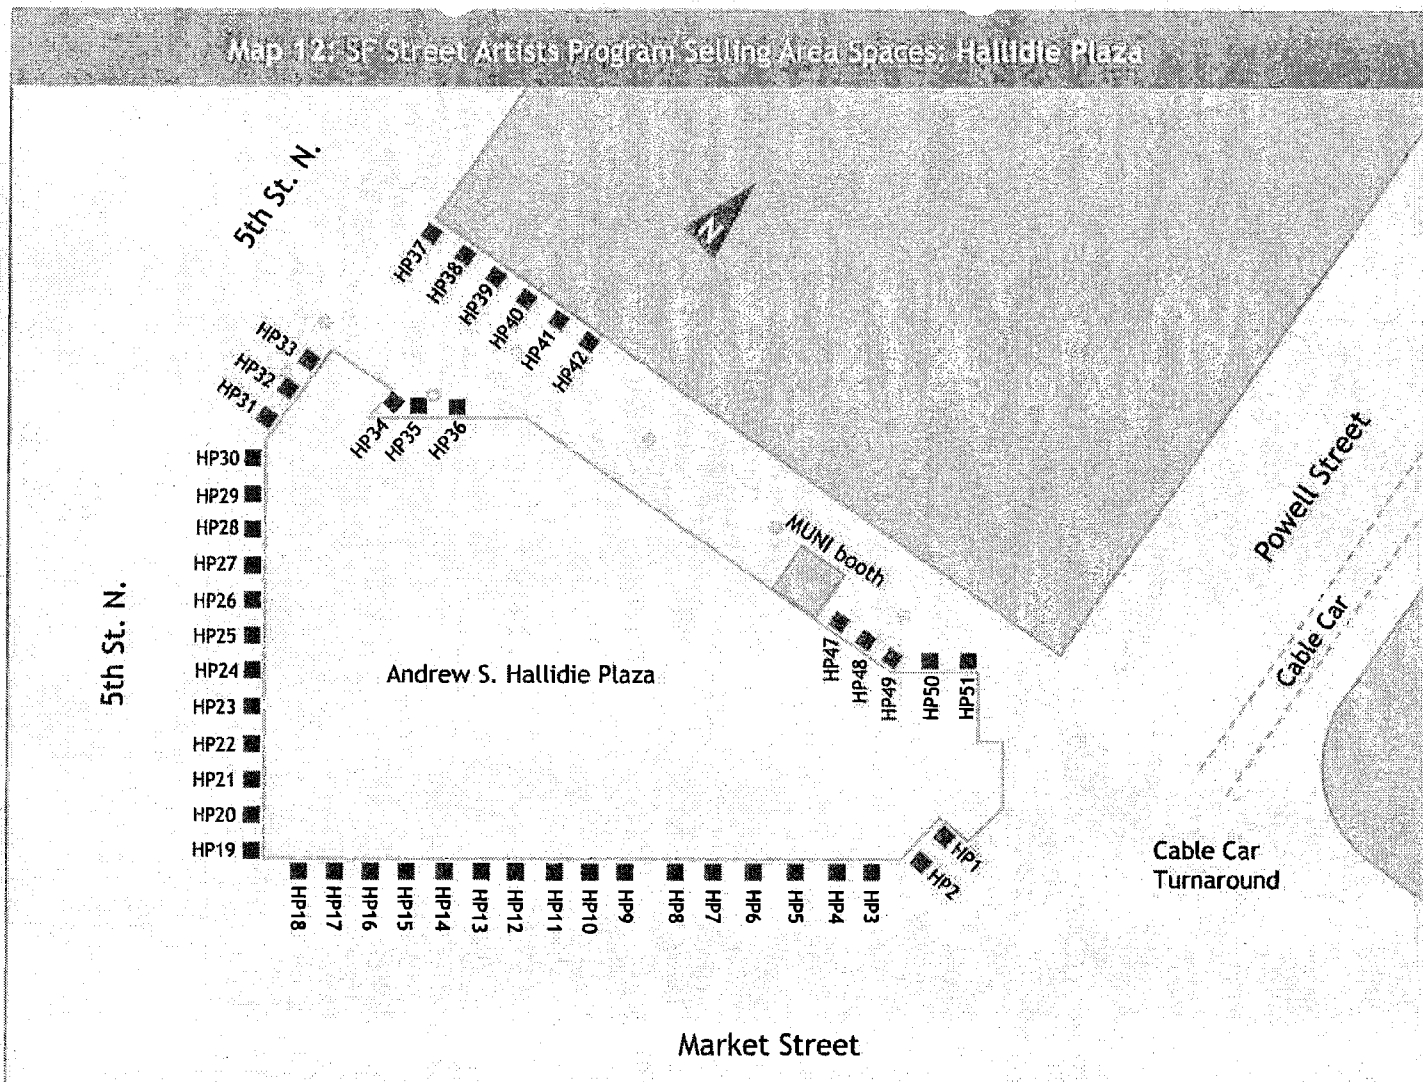 Map 12: SF Street Artists Program Selling Area Spaces: Hallidie Plaza
5th St. N.
N
HP37
HP38
HP39
HP40
HP41
HP42
HP33
HP32
HP31
HP34
HP35
HP36
HP30
HP29
HP28
HP27
HP26
HP25
HP24
HP23
HP22
HP21
HP20
HP19
5th St. N.
Andrew S. Hallidie Plaza
MUNI booth
HP47
HP48
HP49
HP50
HP51
Powell Street
Cable Car
HP1
HP2
Cable Car
Turnaround
HP18
HP17
HP16
HP15
HP14
HP13
HP12
HP11
HP10
HP9
HP8
HP7
HP6
HP5
HP4
HP3
Market Street